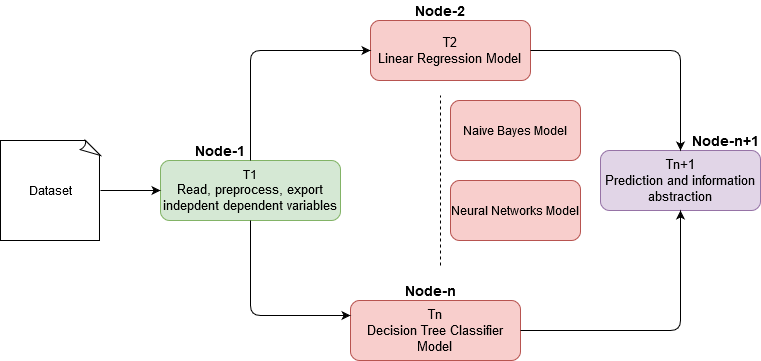 Node-2
T2
Linear Regression Model
Naive Bayes Model
Node-n+1
Node-1
Tn+1
Prediction and information
abstraction
T1
Read, preprocess, export
indepdent dependent variables
Dataset
Neural Networks Model
Node-n
Tn
Decision Tree Classifier
Model